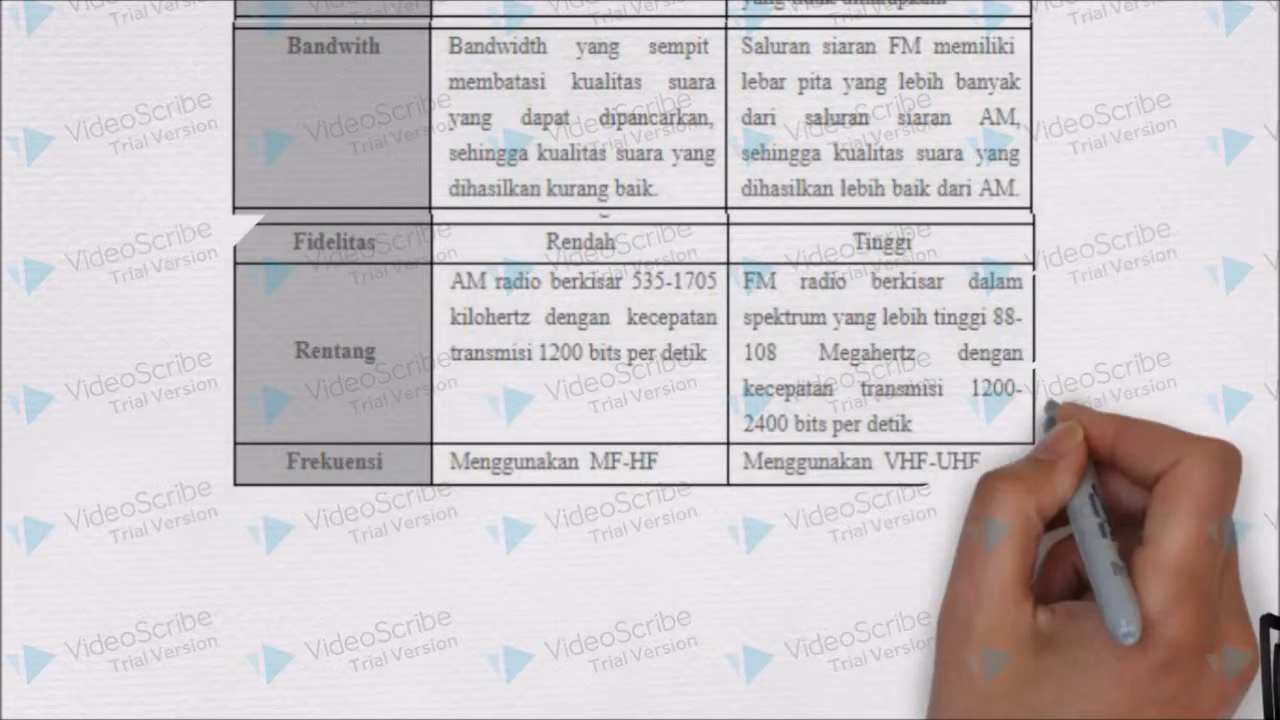 Bandwith
Bandwidth yang sempit
membatasi kualitas suara
yang dapat dipancarkan,
sehingga kualitas suara yang
dihasilkan kurang baik.
Saluran siaran FM memiliki
lebar pita yang lebih banyak
dari saluran siaran AM,
sehingga kualitas suara yang
dihasilkan lebih baik dari AM.
Fidelitas
Rendah
Tinggi
Rentang
AM radio berkisar 535-1705
kilohertz dengan kecepatan
transmisi 1200 bits per detik
FM radio berkisar dalam
spektrum yang lebih tinggi 88-
108 Megahertz dengan
kecepatan transmisi 1200-
2400 bits per detik
Frekuensi
Menggunakan MF-HF
Menggunakan VHF-UHF
VideoScribe
Trial Version